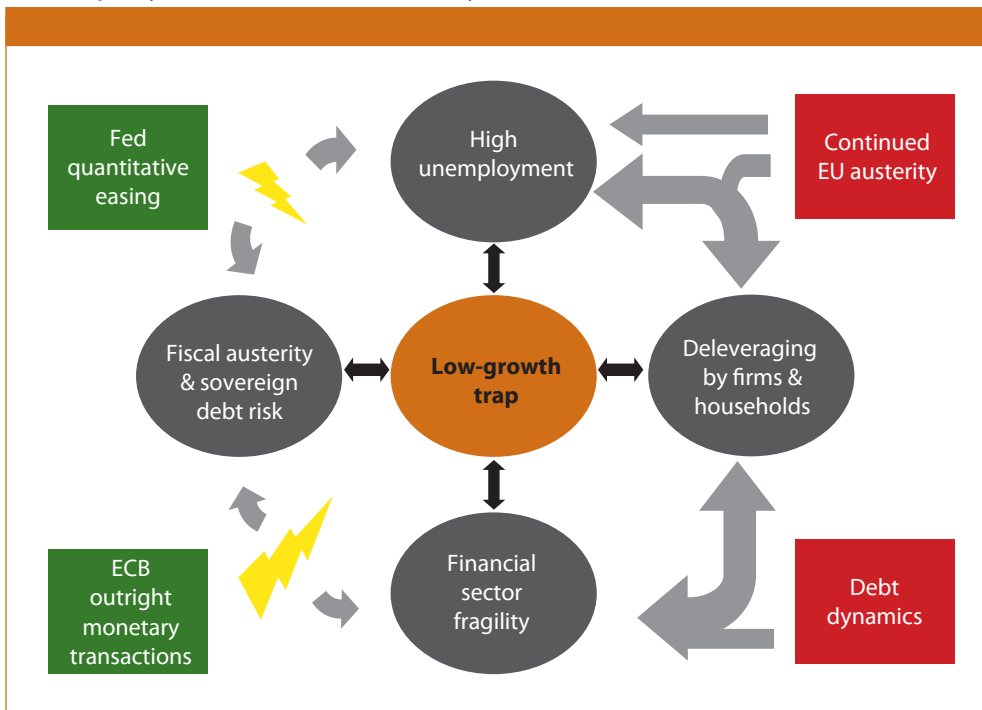 Fed
quantitative
easing
High
unemployment
Continued
EU austerity
Fiscal austerity
& sovereign
debt risk
Low-growth
trap
Deleveraging
by firms &
households
ECB
outright
monetary
transactions
Financial
sector
fragility
Debt
dynamics